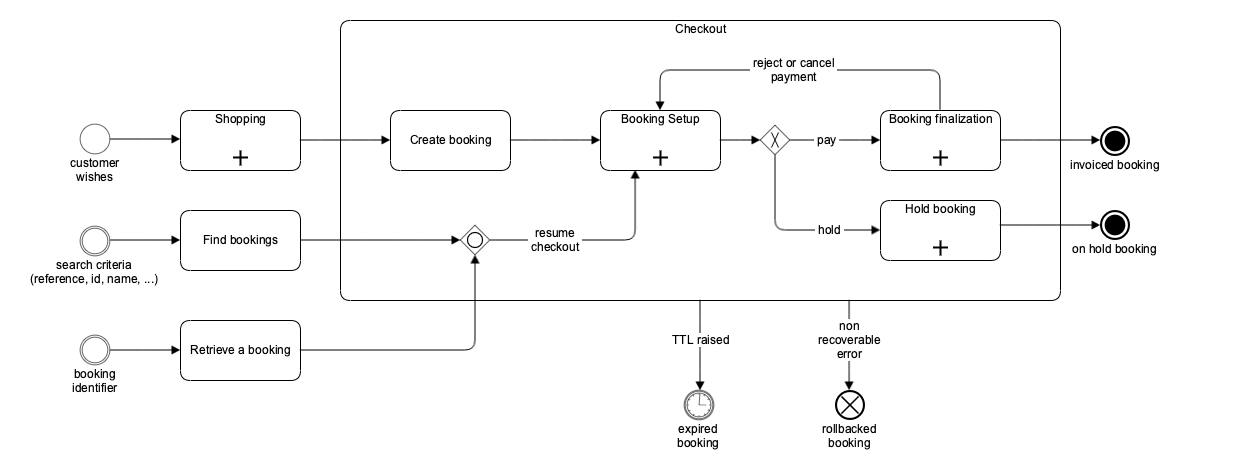 Checkout
reject or cancel
payment
Shopping
Create booking
Booking Setup
X
pay
Booking finalization
customer
wishes
invoiced booking
Find bookings
resume
checkout
hold
Hold booking
on hold booking
search criteria
(reference, id, name, ...)
Retrieve a booking
booking
identifier
TTL raised
non
recoverable
error
expired
booking
rollbacked
booking